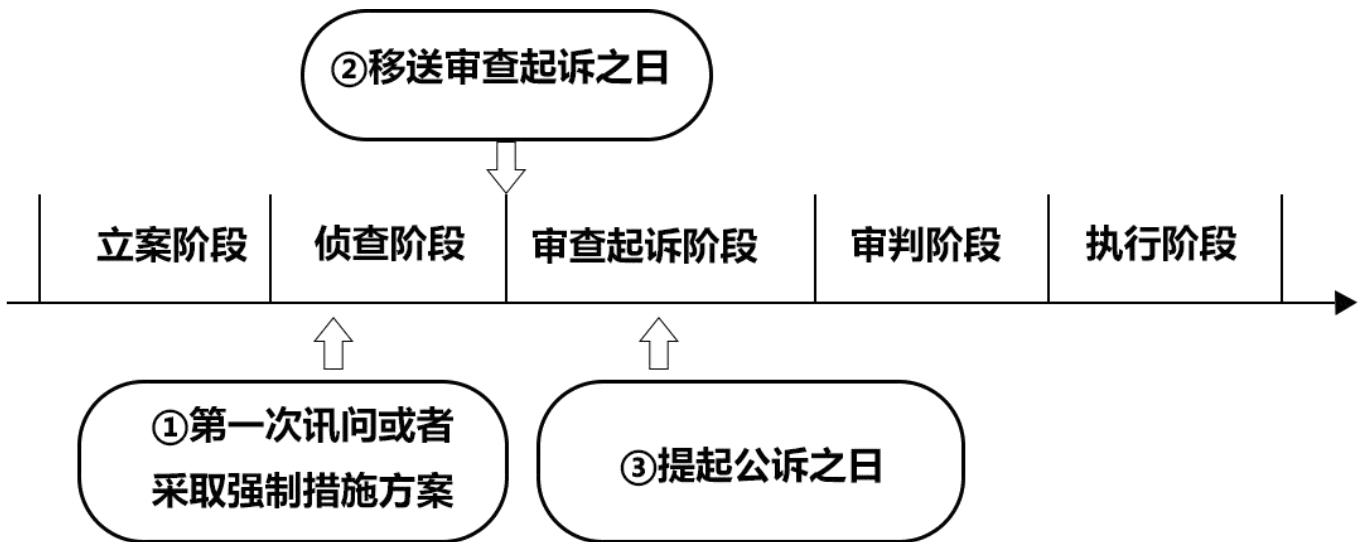 ②移送审查起诉之日
立案阶段
侦查阶段
审查起诉阶段
审判阶段
执行阶段
①第一次讯问或者
采取强制措施方案
③提起公诉之日